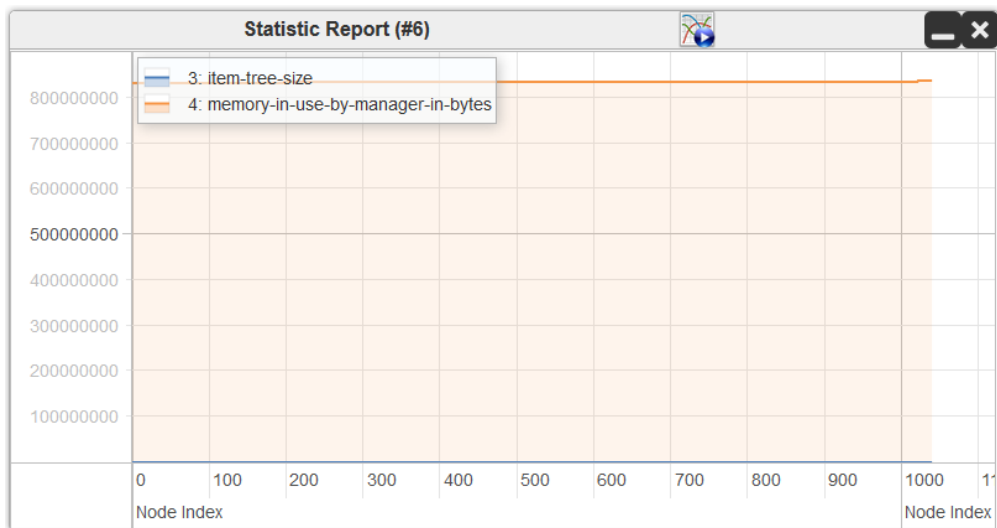 Statistic Report (#6)
3: item-tree-size
4: memory-in-use-by-manager-in-bytes
800000000
700000000
600000000
500000000
400000000
300000000
200000000
100000000
0 100 200 300 400 500 600 700 800 900 1000 11
Node Index Node Index